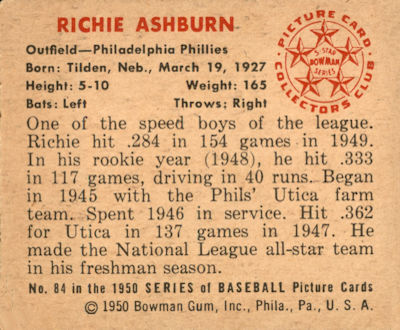 RICHIE ASHBURN
Outfield—Philadelphia Phillies
Born: Tilden, Neb., March 19, 1927
Height: 5-10 Weight: 165
Bats: Left Throws: Right
PICTURE CARD
COLLECTORS CLUB
5-STAR
BOWMAN
SERIES
One of the speed boys of the league.
Richie hit .284 in 154 games in 1949.
In his rookie year (1948), he hit .333
in 117 games, driving in 40 runs. Began
in 1945 with the Phils' Utica farm
team. Spent 1946 in service. Hit .362
for Utica in 137 games in 1947. He
made the National League all-star team
in his freshman season.
No. 84 in the 1950 SERIES of BASEBALL Picture Cards
© 1950 Bowman Gum, Inc., Phila., Pa., U. S. A.